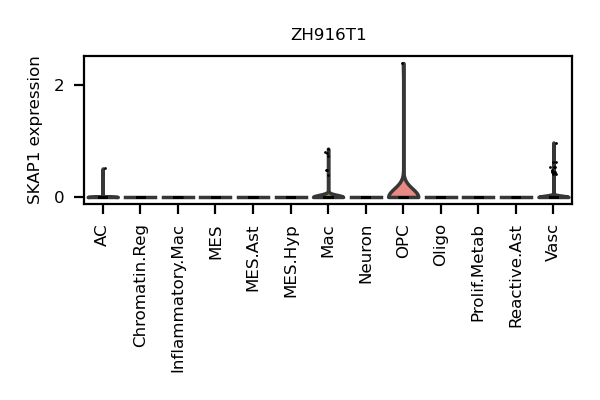 ZH916T1
SKAP1 expression
2
0
AC
Chromatin.Reg
Inflammatory.Mac
MES
MES.Ast
MES.Hyp
Mac
Neuron
OPC
Oligo
Prolif.Metab
Reactive.Ast
Vasc